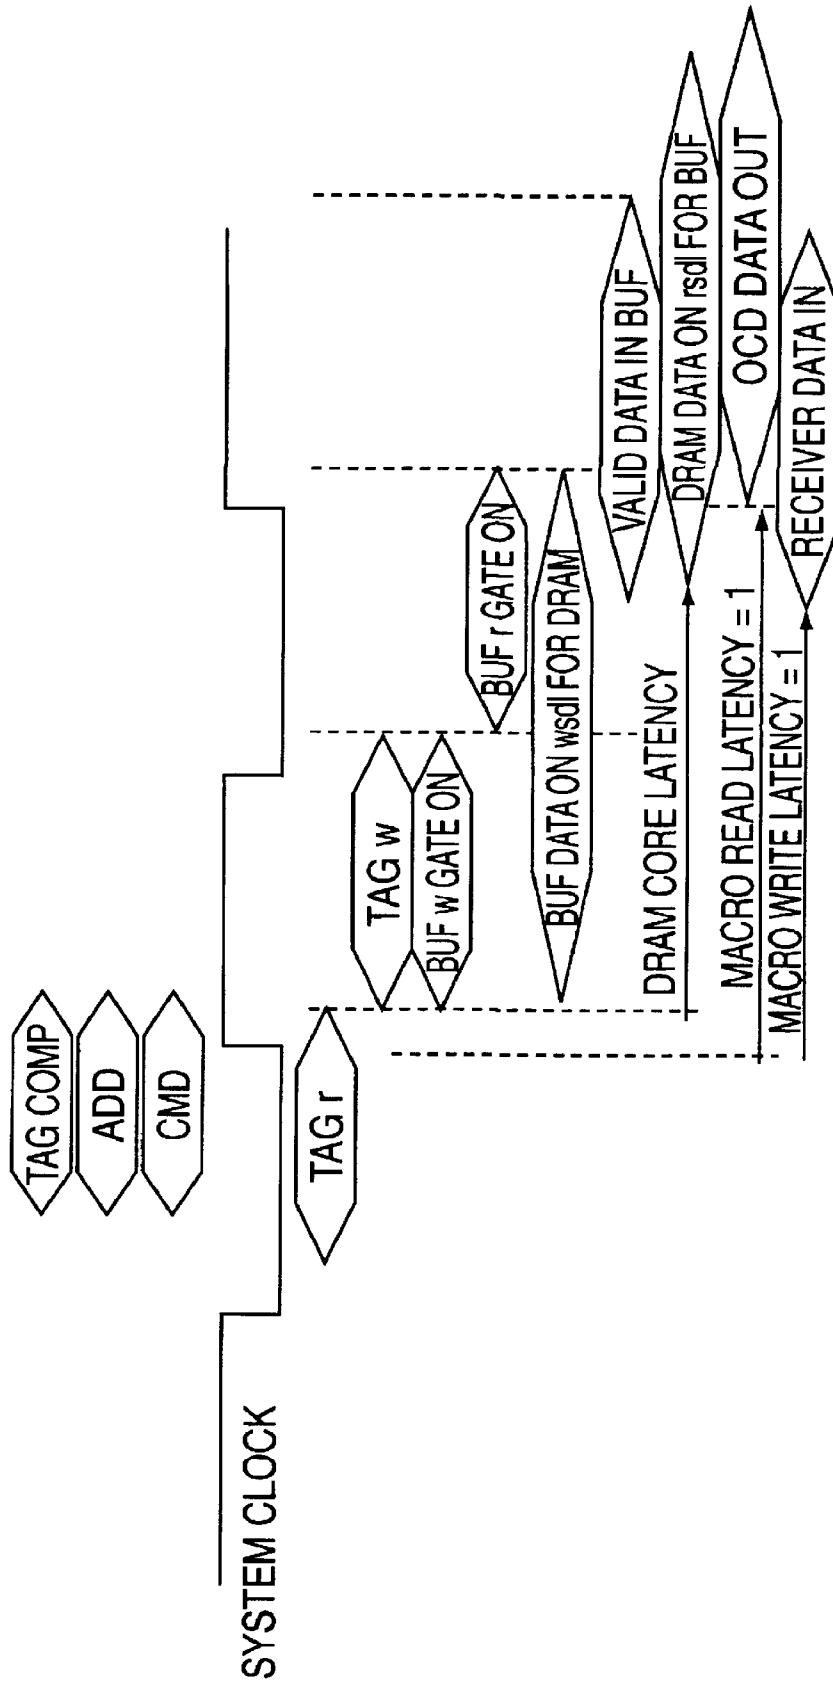 TAG COMP
ADD
CMD
SYSTEM CLOCK
TAG r
TAG w
BUF w GATE ON
BUF r GATE ON
BUF DATA ON wsdl FOR DRAM
VALID DATA IN BUF
DRAM CORE LATENCY
DRAM DATA ON rsdl FOR BUF
MACRO READ LATENCY = 1
OCD DATA OUT
MACRO WRITE LATENCY = 1
RECEIVER DATA IN